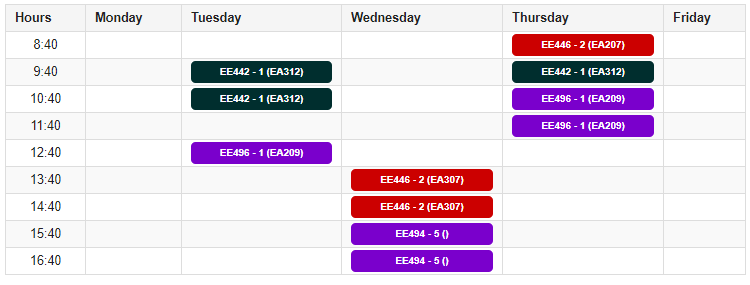 Hours Monday Tuesday Wednesday Thursday Friday
8:40 EE446 - 2 (EA207)
9:40 EE442 - 1 (EA312) EE442 - 1 (EA312)
10:40 EE442 - 1 (EA312) EE496 - 1 (EA209)
11:40 EE496 - 1 (EA209)
12:40 EE496 - 1 (EA209)
13:40 EE446 - 2 (EA307)
14:40 EE446 - 2 (EA307)
15:40 EE494 - 5 ()
16:40 EE494 - 5 ()